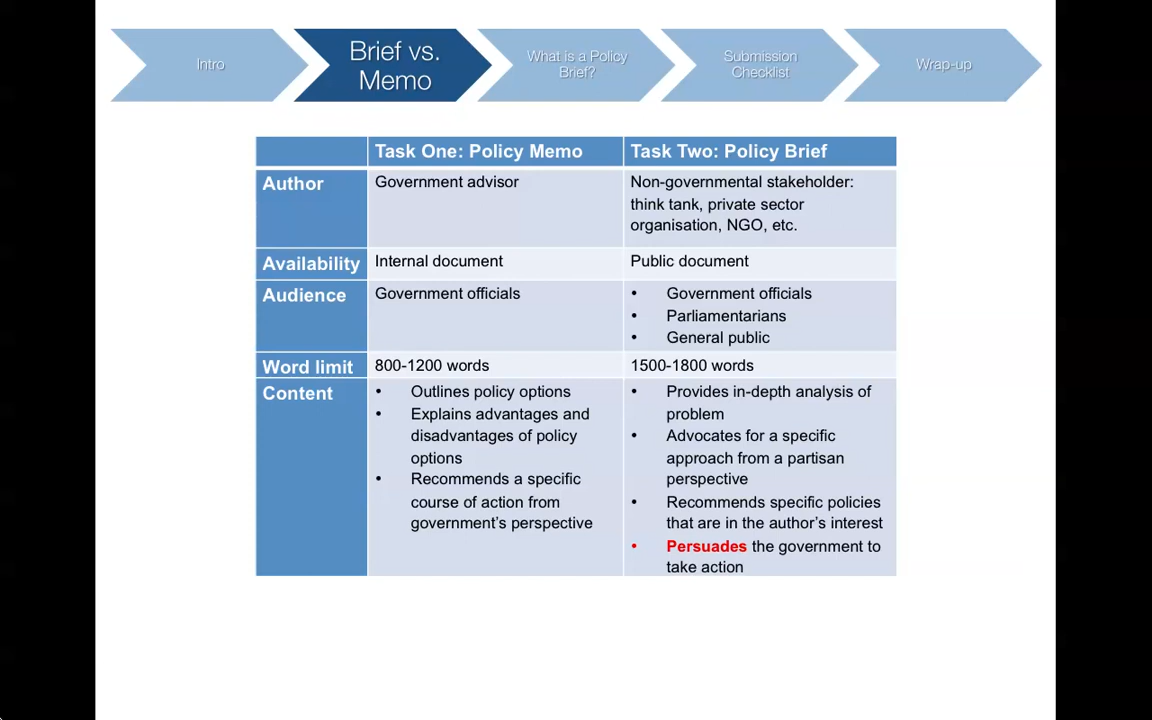 Intro
Brief vs.
Memo
What is a Policy
Brief?
Submission
Checklist
Wrap-up
Task One: Policy Memo
Task Two: Policy Brief
Author
Government advisor
Non-governmental stakeholder:
think tank, private sector
organisation, NGO, etc.
Availability
Internal document
Public document
Audience
Government officials
• Government officials
• Parliamentarians
• General public
Word limit
800-1200 words
1500-1800 words
Content
• Outlines policy options
• Explains advantages and
disadvantages of policy
options
• Recommends a specific
course of action from
government's perspective
• Provides in-depth analysis of
problem
• Advocates for a specific
approach from a partisan
perspective
• Recommends specific policies
that are in the author's interest
• Persuades the government to
take action